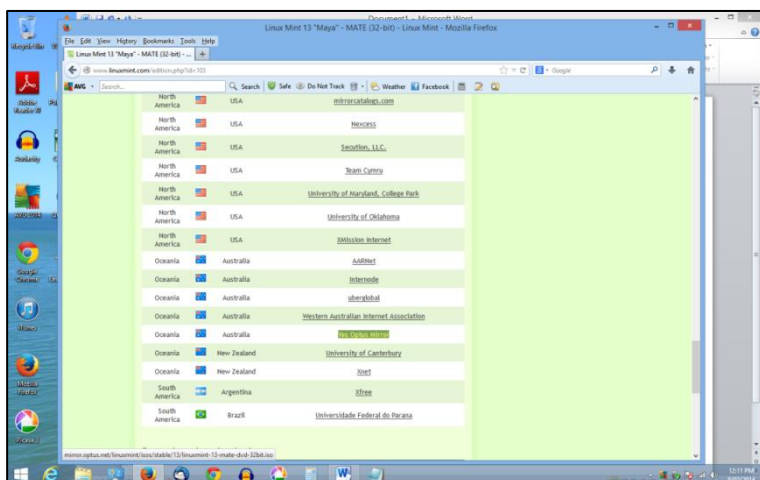 Document1 - Microsoft Word
Linux Mint 13 "Maya" - MATE (32-bit) - Linux Mint - Mozilla Firefox
File Edit View History Bookmarks Tools Help
Linux Mint 13 "Maya" - MATE (32-bit) - ... +
www.linuxmint.com/edition.php?id=103
Google
AVG Search... Search Safe Do Not Track Weather Facebook
North America USA mirrorcatalogs.com
North America USA Nexcess
North America USA Secution, LLC.
North America USA Team Cymru
North America USA University of Maryland, College Park
North America USA University of Oklahoma
North America USA XMission Internet
Oceania Australia AARNet
Oceania Australia Internode
Oceania Australia uberglobal
Oceania Australia Western Australian Internet Association
Oceania Australia Yes Optus Mirror
Oceania New Zealand University of Canterbury
Oceania New Zealand Xnet
South America Argentina Xfree
South America Brazil Universidade Federal do Parana
mirror.optus.net/linuxmint/isos/stable/13/linuxmint-13-mate-dvd-32bit.iso
Recycle Bin
Adobe Reader XI
Audacity
AVG 2014
Google Chrome
iTunes
Mozilla Firefox
Picasa 3
12:11 PM